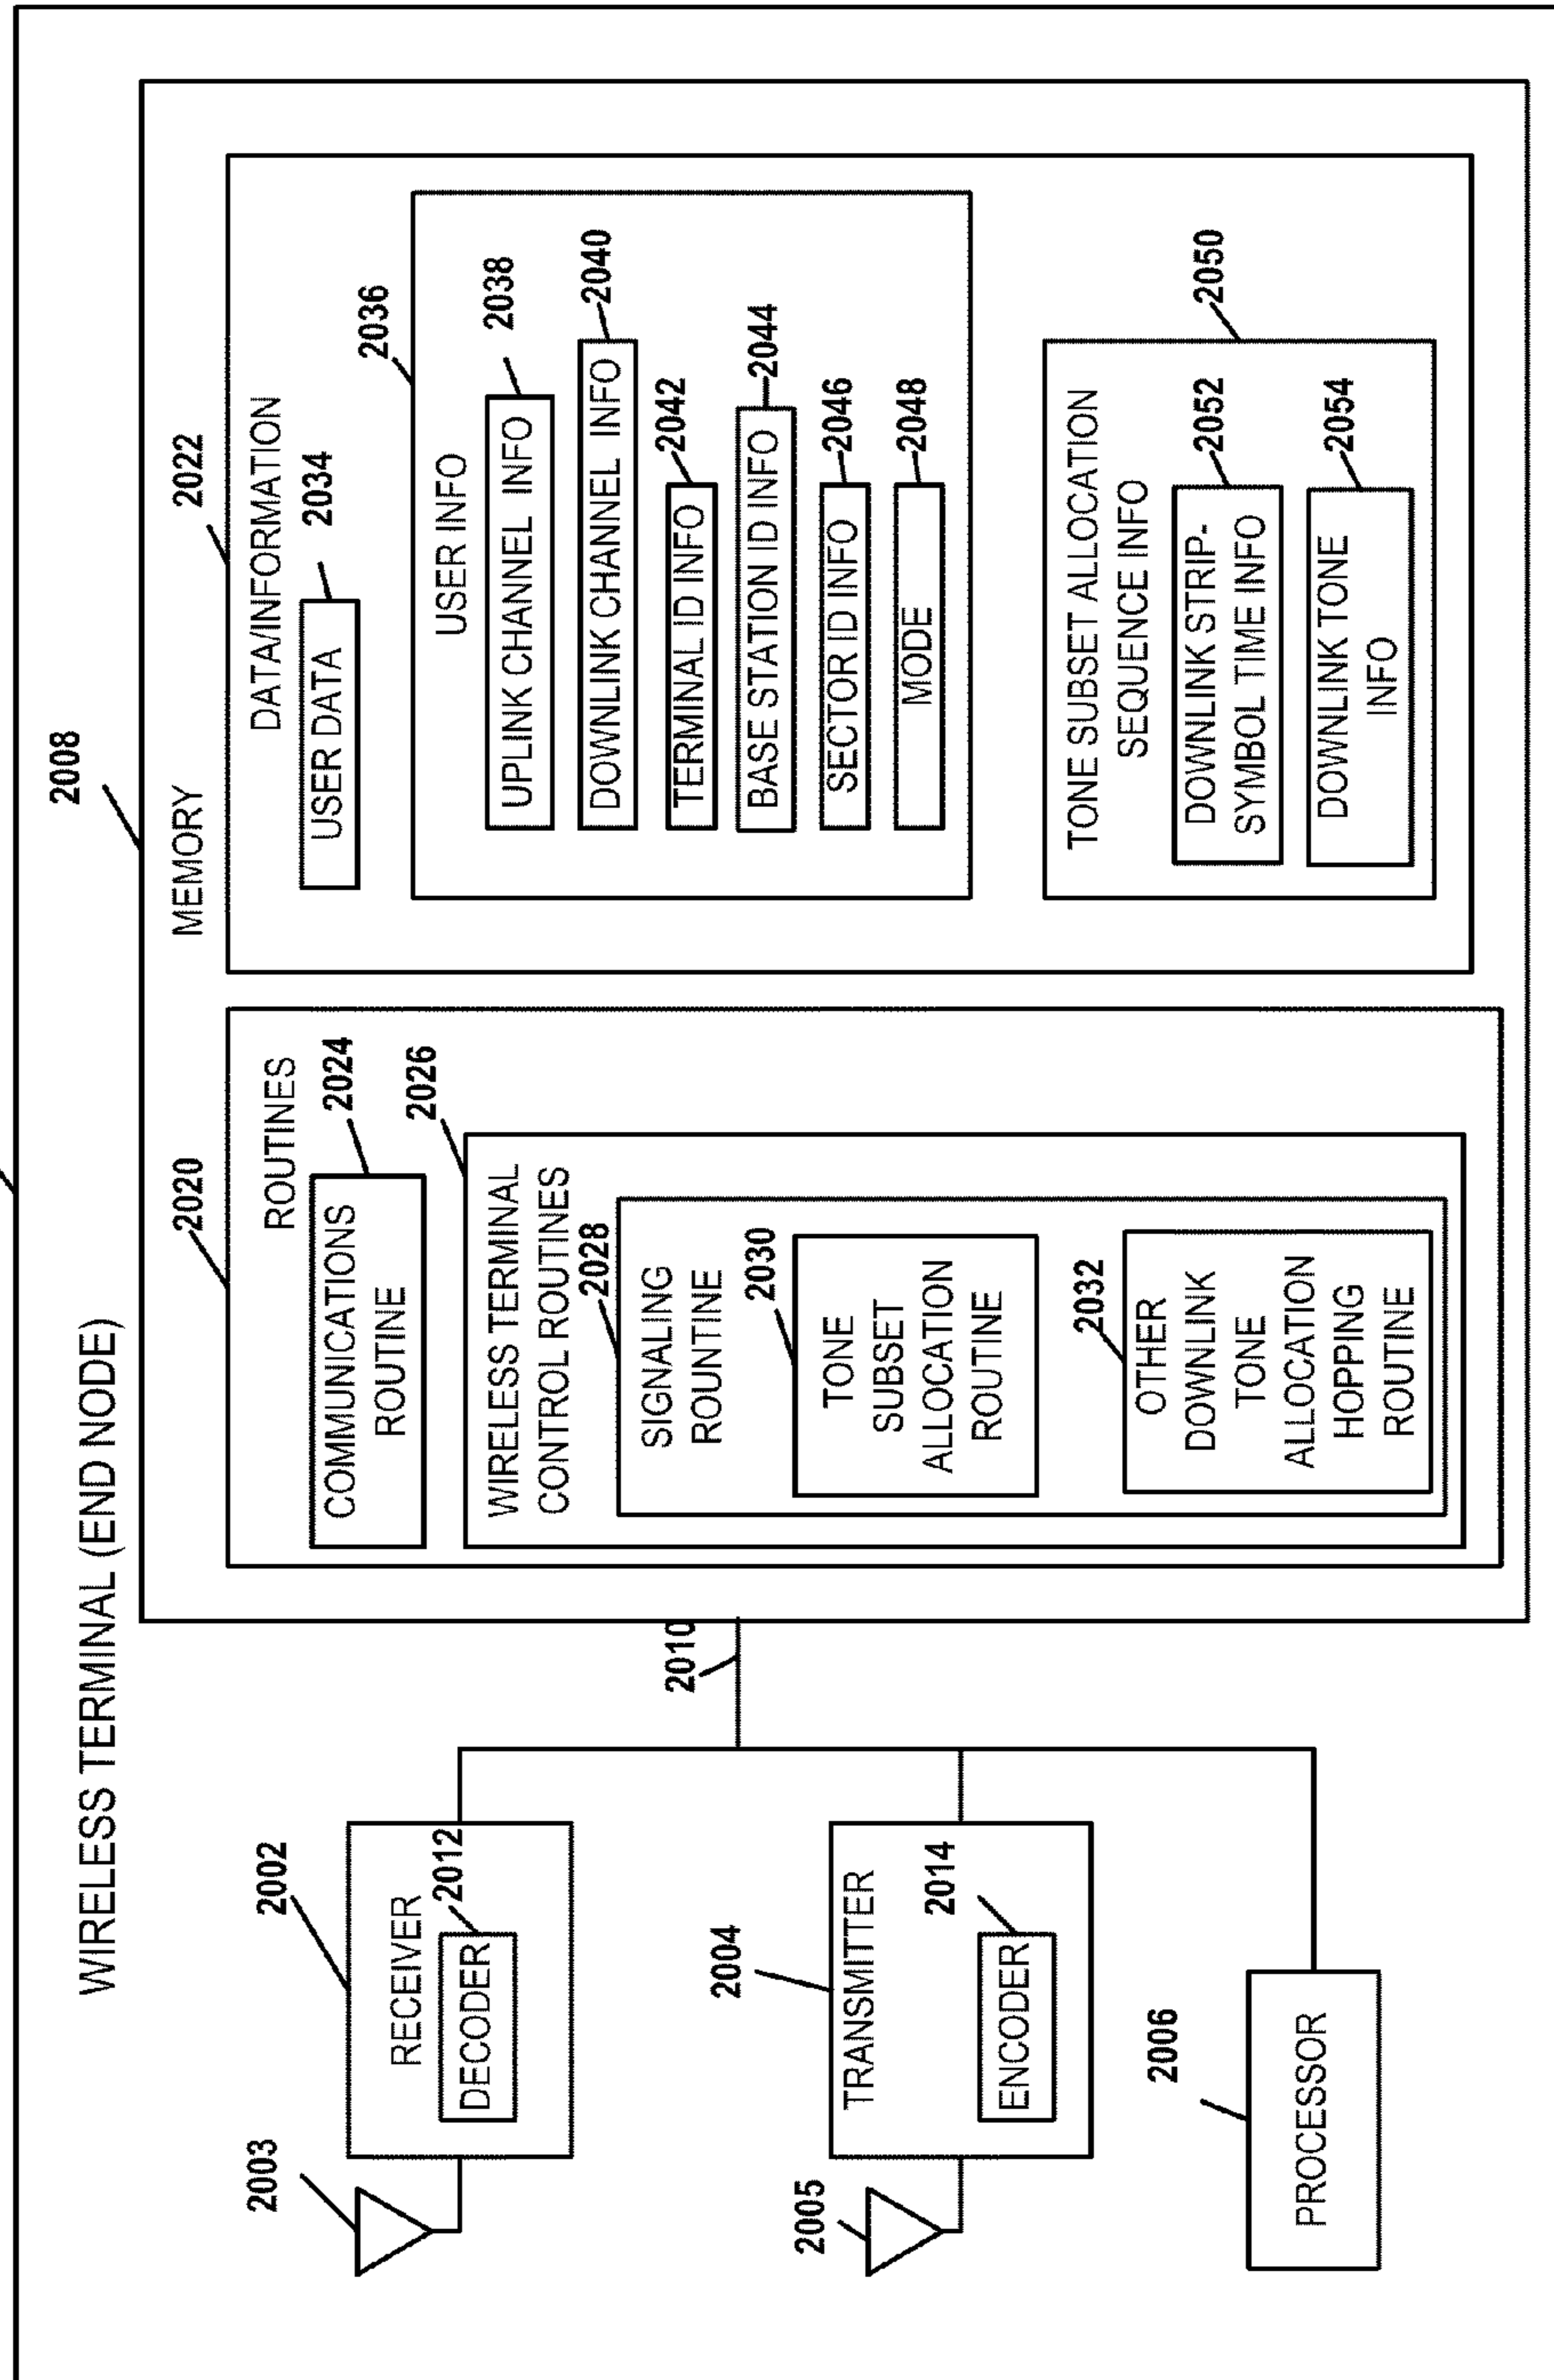 WIRELESS TERMINAL (END NODE)
2003
2002
RECEIVER
2012
DECODER
2005
2004
TRANSMITTER
2014
ENCODER
2006
PROCESSOR
2010
2008
MEMORY
2020
ROUTINES
2024
COMMUNICATIONS
ROUTINE
2026
WIRELESS TERMINAL
CONTROL ROUTINES
2028
SIGNALING
ROUNTINE
2030
TONE
SUBSET
ALLOCATION
ROUTINE
2032
OTHER
DOWNLINK
TONE
ALLOCATION
HOPPING
ROUTINE
2022
DATA/INFORMATION
2034
USER DATA
2036
USER INFO
2038
UPLINK CHANNEL INFO
2040
DOWNLINK CHANNEL INFO
2042
TERMINAL ID INFO
2044
BASE STATION ID INFO
2046
SECTOR ID INFO
2048
MODE
2050
TONE SUBSET ALLOCATION
SEQUENCE INFO
2052
DOWNLINK STRIP-
SYMBOL TIME INFO
2054
DOWNLINK TONE
INFO